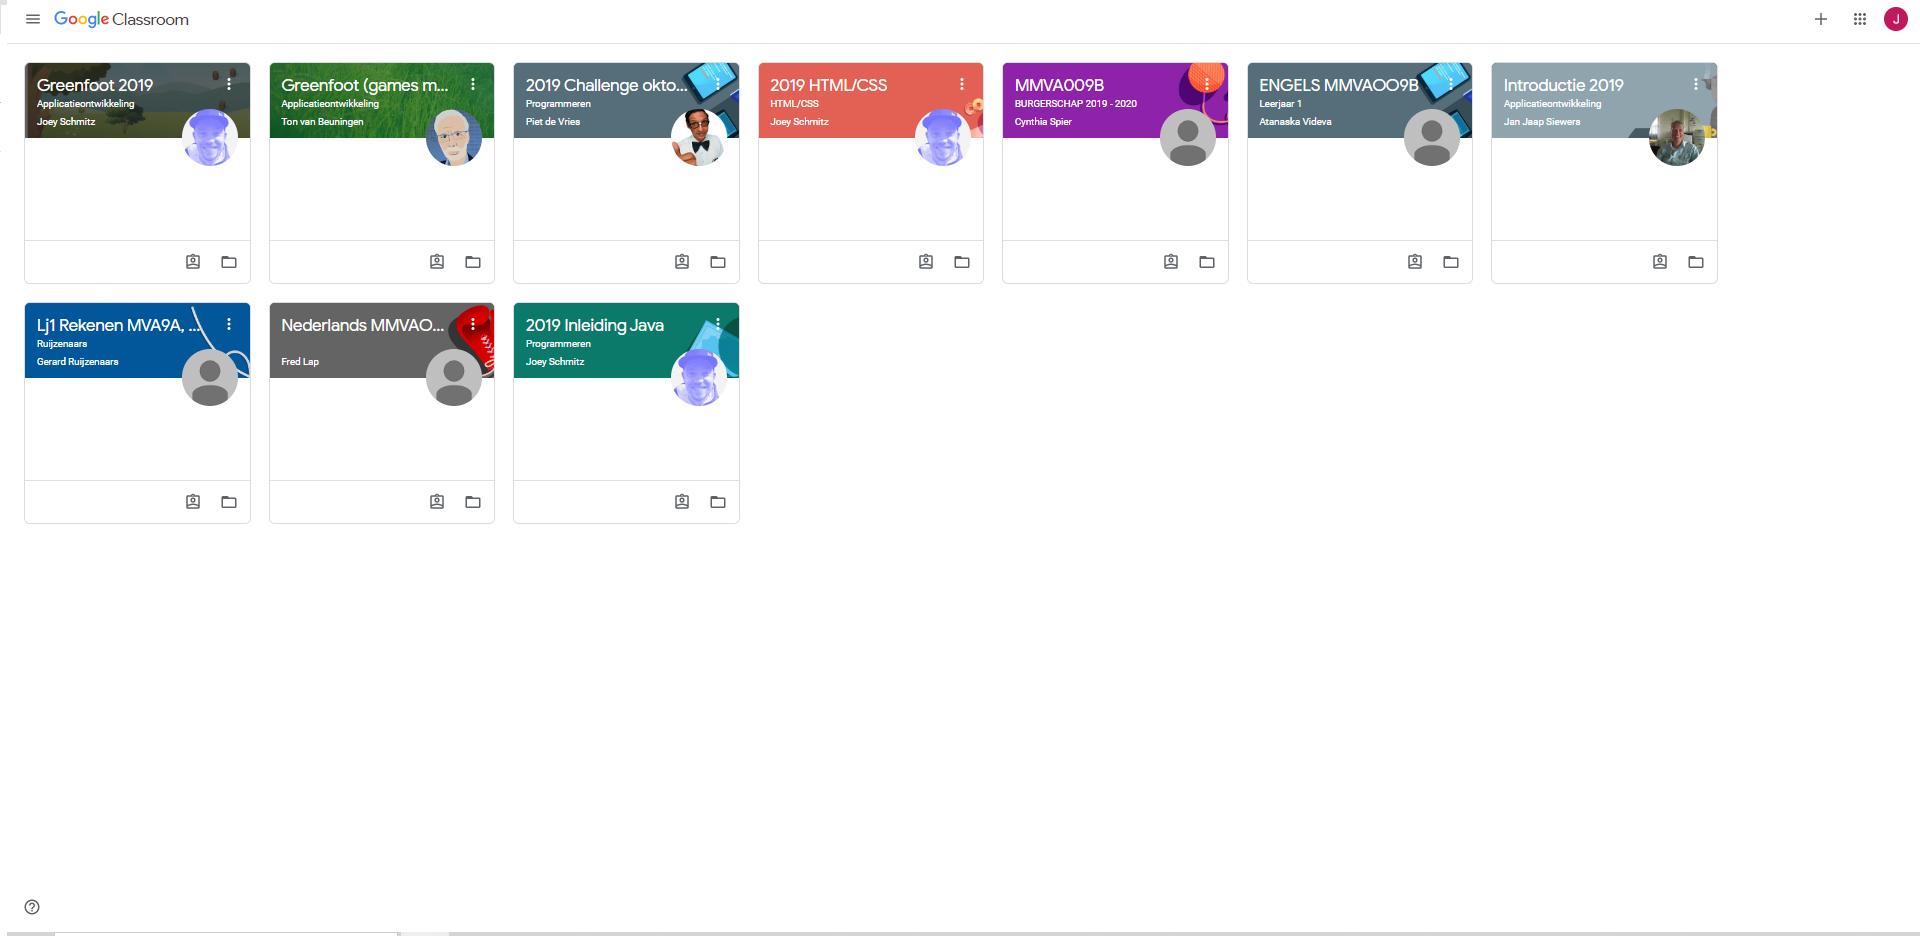 Google Classroom
J
Greenfoot 2019
Applicatieontwikkeling
Joey Schmitz
Greenfoot (games m...
Applicatieontwikkeling
Ton van Beuningen
2019 Challenge okto...
Programmeren
Piet de Vries
2019 HTML/CSS
HTML/CSS
Joey Schmitz
MMVA009B
BURGERSCHAP 2019 - 2020
Cynthia Spier
ENGELS MMVAOO9B
Leerjaar 1
Atanaska Videva
Introductie 2019
Applicatieontwikkeling
Jan Jaap Siewers
Lj1 Rekenen MVA9A, ...
Ruijzenaars
Gerard Ruijzenaars
Nederlands MMVAO...
Fred Lap
2019 Inleiding Java
Programmeren
Joey Schmitz